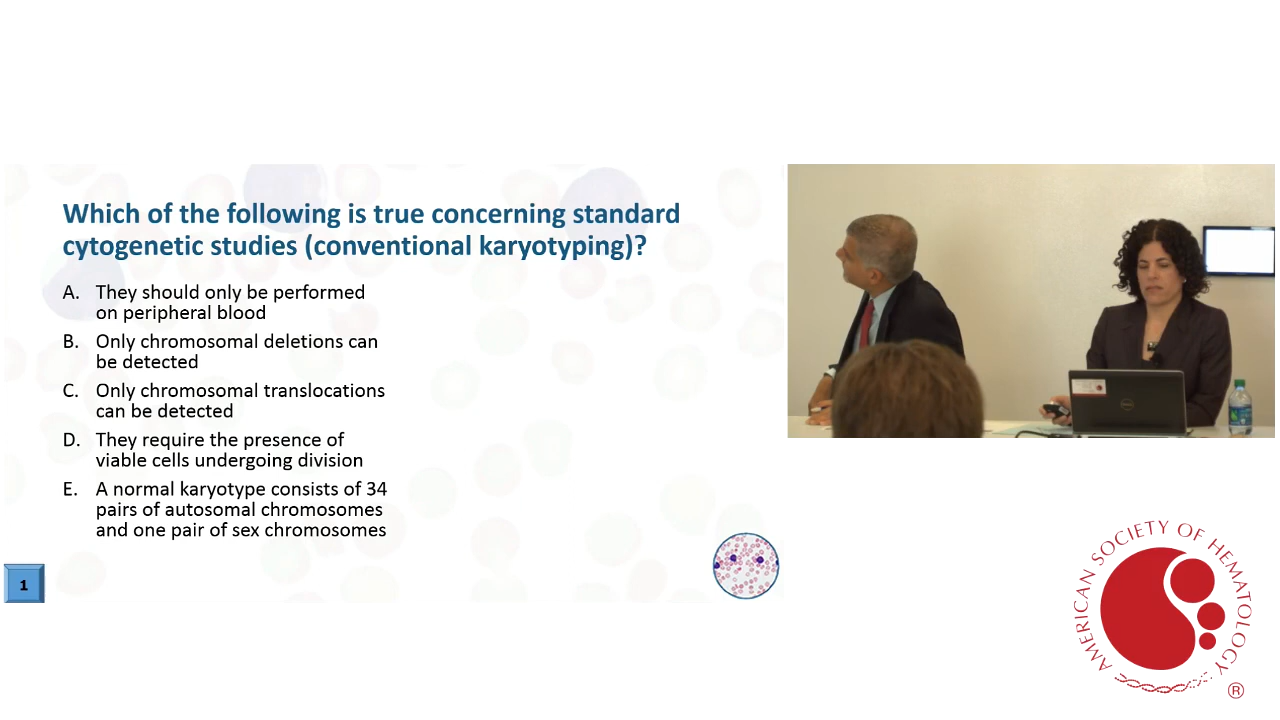 Which of the following is true concerning standard
cytogenetic studies (conventional karyotyping)?
A. They should only be performed
on peripheral blood
B. Only chromosomal deletions can
be detected
C. Only chromosomal translocations
can be detected
D. They require the presence of
viable cells undergoing division
E. A normal karyotype consists of 34
pairs of autosomal chromosomes
and one pair of sex chromosomes
1
AMERICAN SOCIETY OF HEMATOLOGY
®